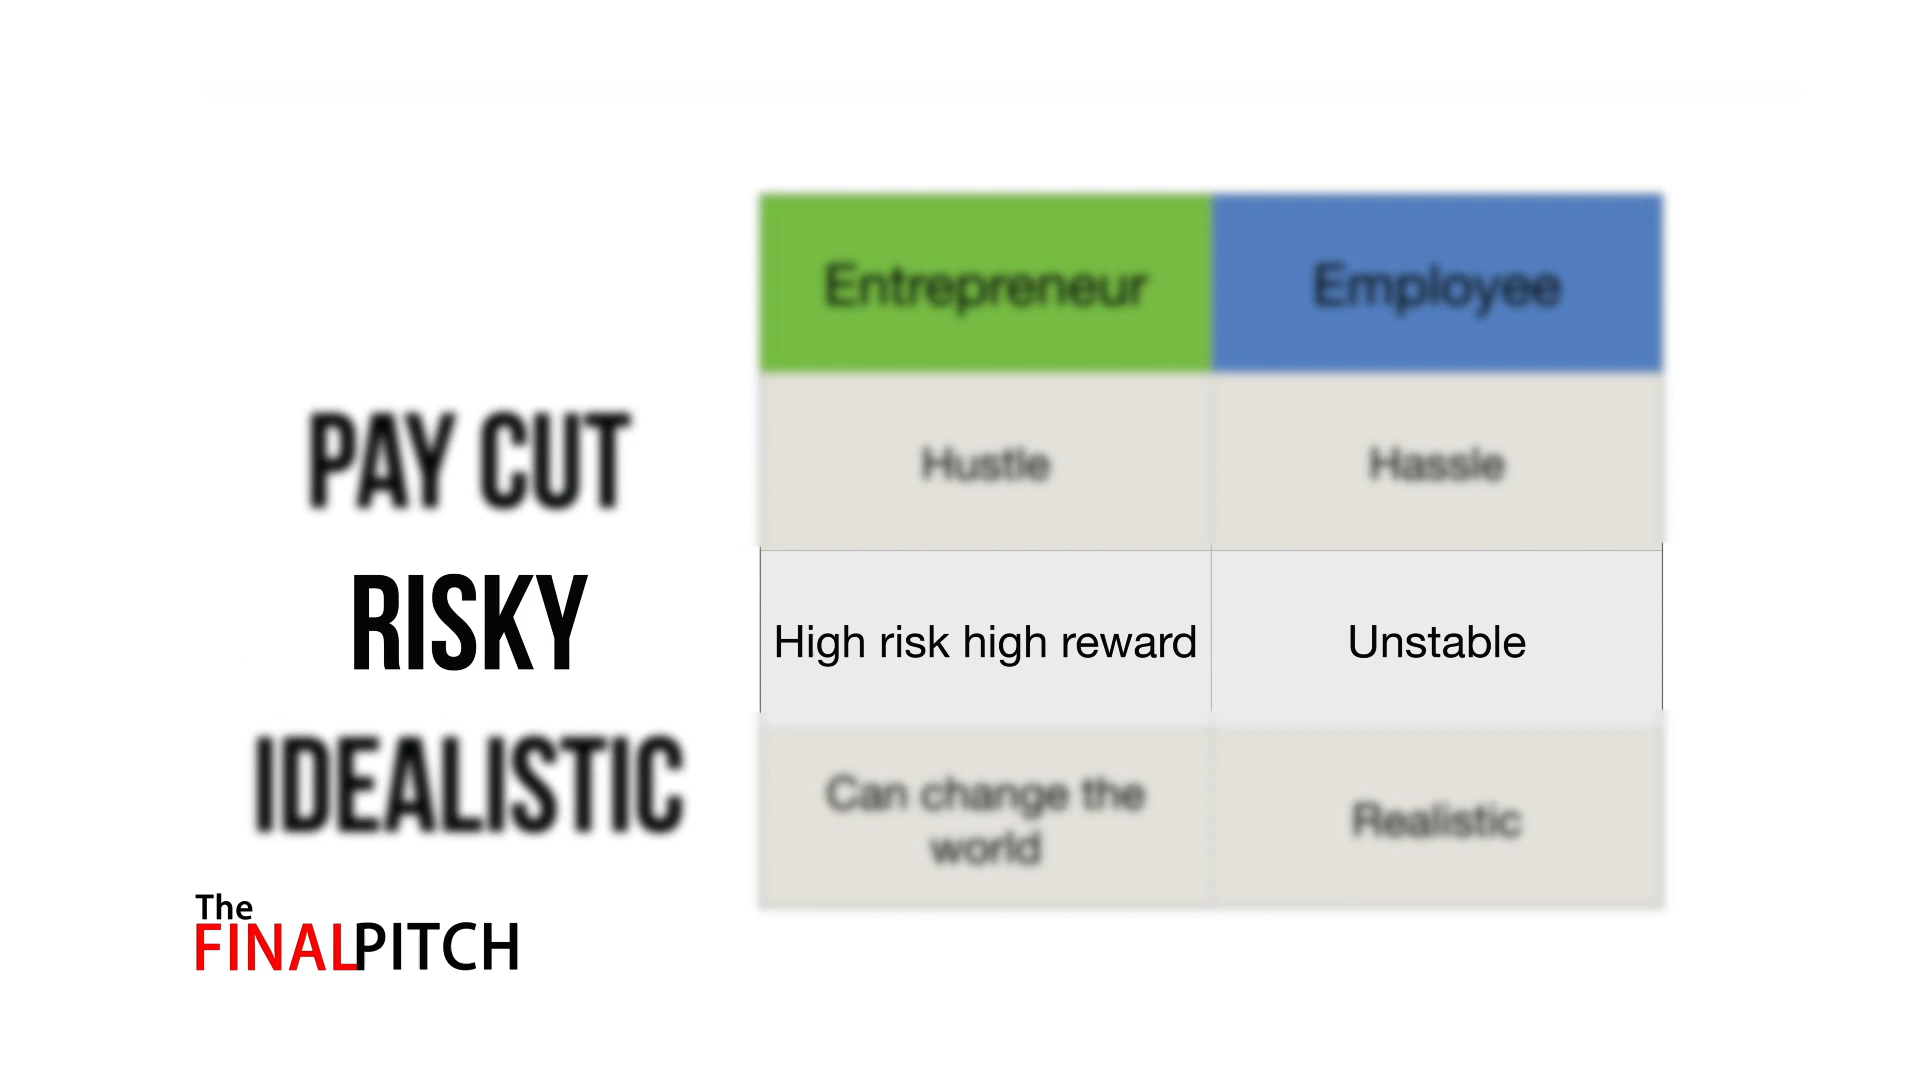 Entrepreneur Employee
PAY CUT Hustle Hassle
RISKY High risk high reward Unstable
IDEALISTIC Can change the
world Realistic
The
FINALPITCH